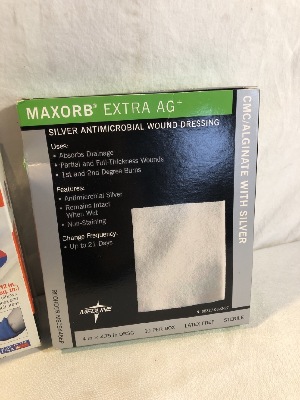 MAXORB® EXTRA AG+
SILVER ANTIMICROBIAL WOUND DRESSING
CMC/ALGINATE WITH SILVER
Uses:
• Absorbs Drainage
• Partial and Full-Thickness Wounds
• 1st and 2nd Degree Burns
Features:
• Antimicrobial Silver
• Remains Intact
When Wet
• Non-Staining
Change Frequency:
• Up to 21 Days
MEDLINE
LATEX FREE
STERILE